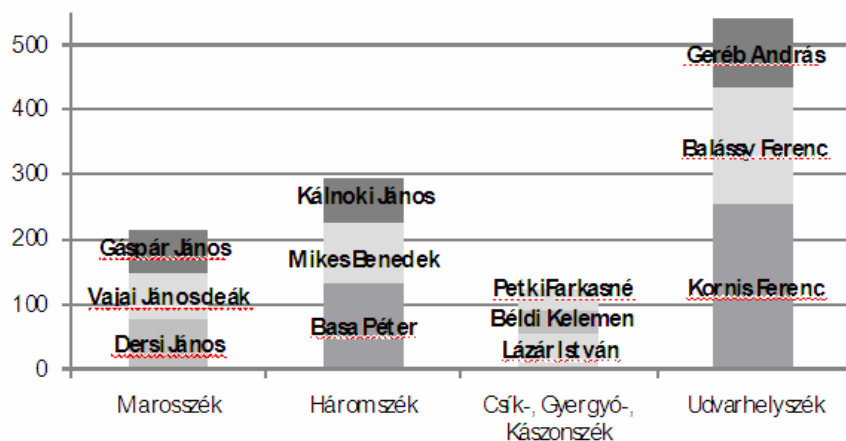 500
400
300
200
100
0
Gáspár János
Vajai Jánosdeák
Dersi János
Kálnoki János
Mikes Benedek
Basa Péter
Petki Farkasné
Béldi Kelemen
Lázár István
Geréb András
Balássy Ferenc
Kornis Ferenc
Marosszék
Háromszék
Csík-, Gyergyó-,
Kászonszék
Udvarhelyszék